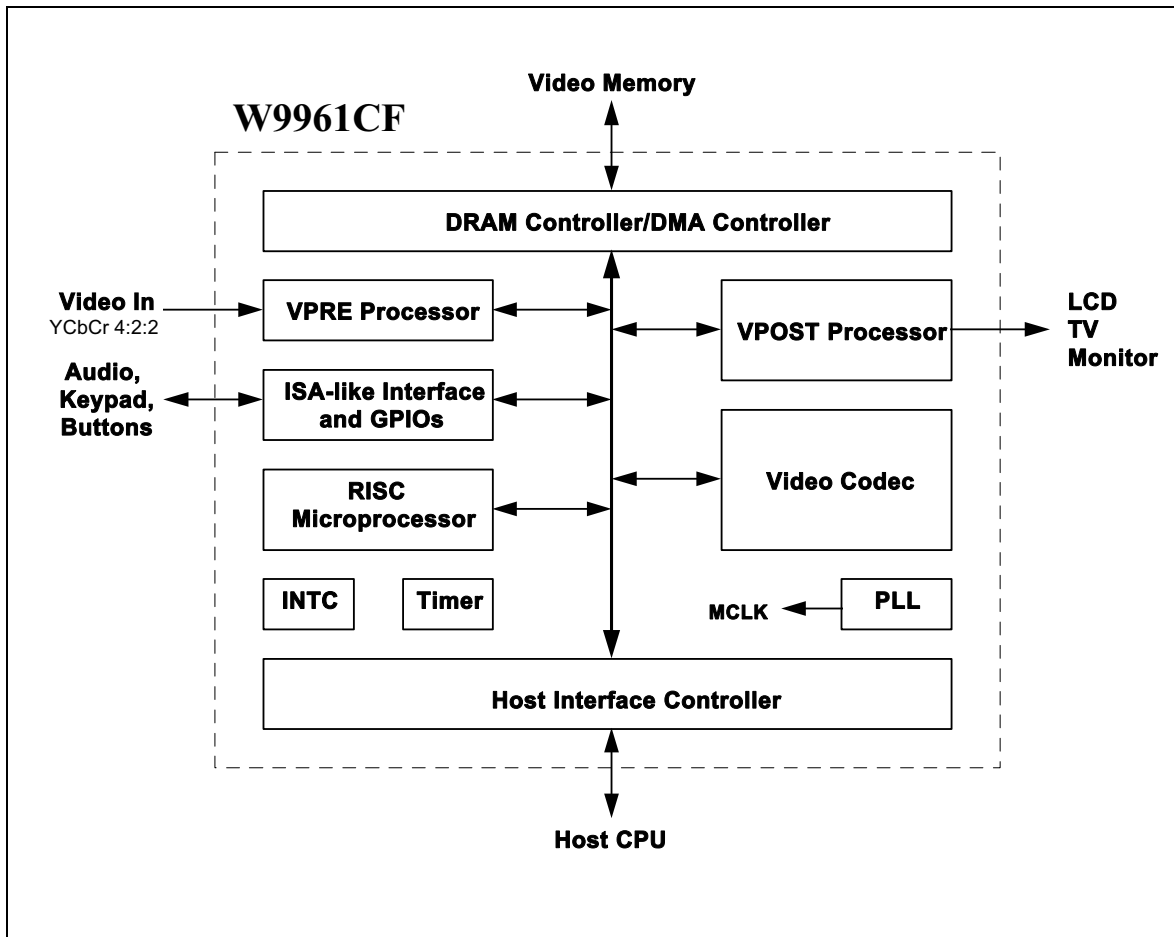 Video Memory
W9961CF
DRAM Controller/DMA Controller
Video In
YCbCr 4:2:2
VPRE Processor
VPOST Processor
LCD
TV
Monitor
Audio,
Keypad,
Buttons
ISA-like Interface
and GPIOs
Video Codec
RISC
Microprocessor
INTC
Timer
MCLK
PLL
Host Interface Controller
Host CPU